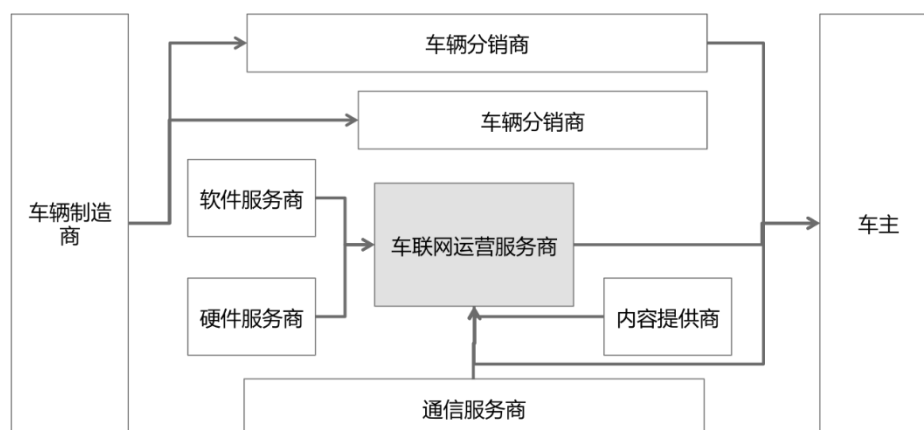 车辆分销商
车辆分销商
软件服务商
车辆制造
商
车联网运营服务商
车主
硬件服务商
内容提供商
通信服务商